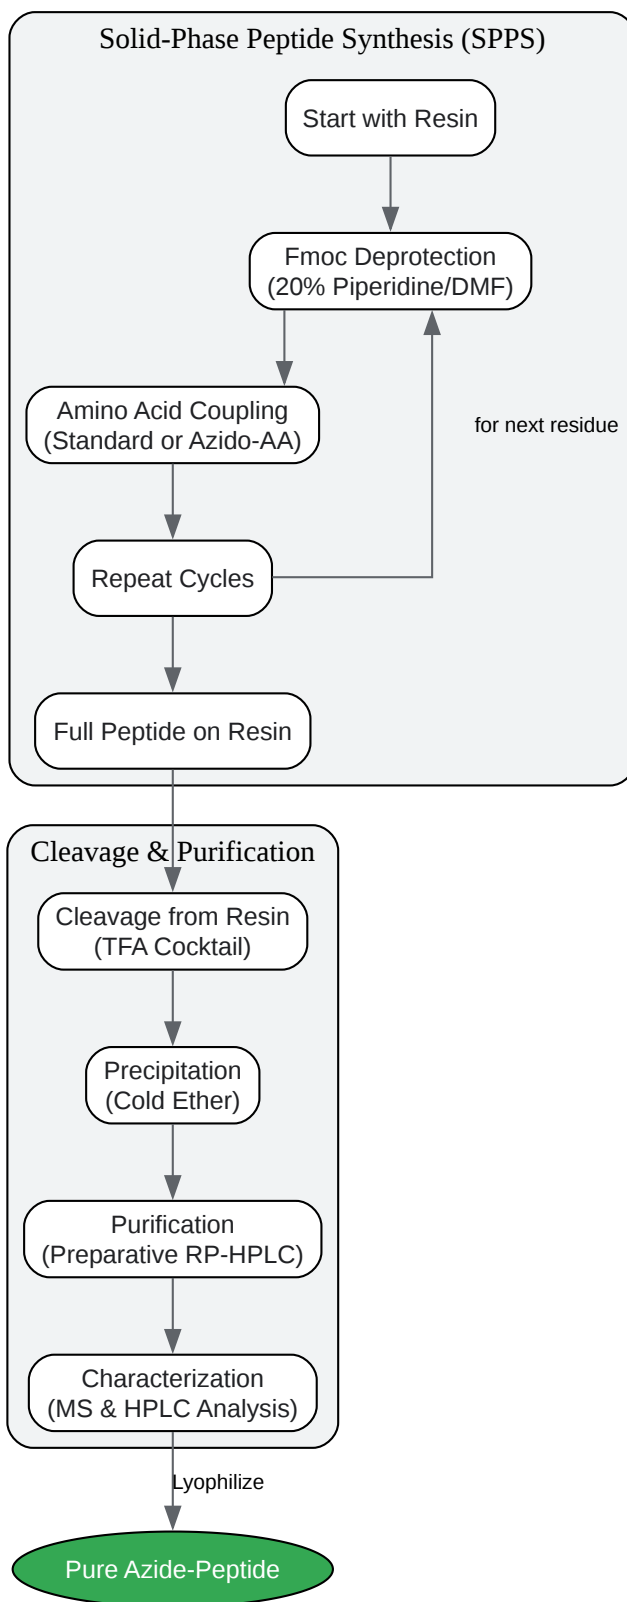 Solid-Phase Peptide Synthesis (SPPS)
Start with Resin
Fmoc Deprotection
(20% Piperidine/DMF)
Amino Acid Coupling
(Standard or Azido-AA)
for next residue
Repeat Cycles
Full Peptide on Resin
Cleavage & Purification
Cleavage from Resin
(TFA Cocktail)
Precipitation
(Cold Ether)
Purification
(Preparative RP-HPLC)
Characterization
(MS & HPLC Analysis)
Lyophilize
Pure Azide-Peptide